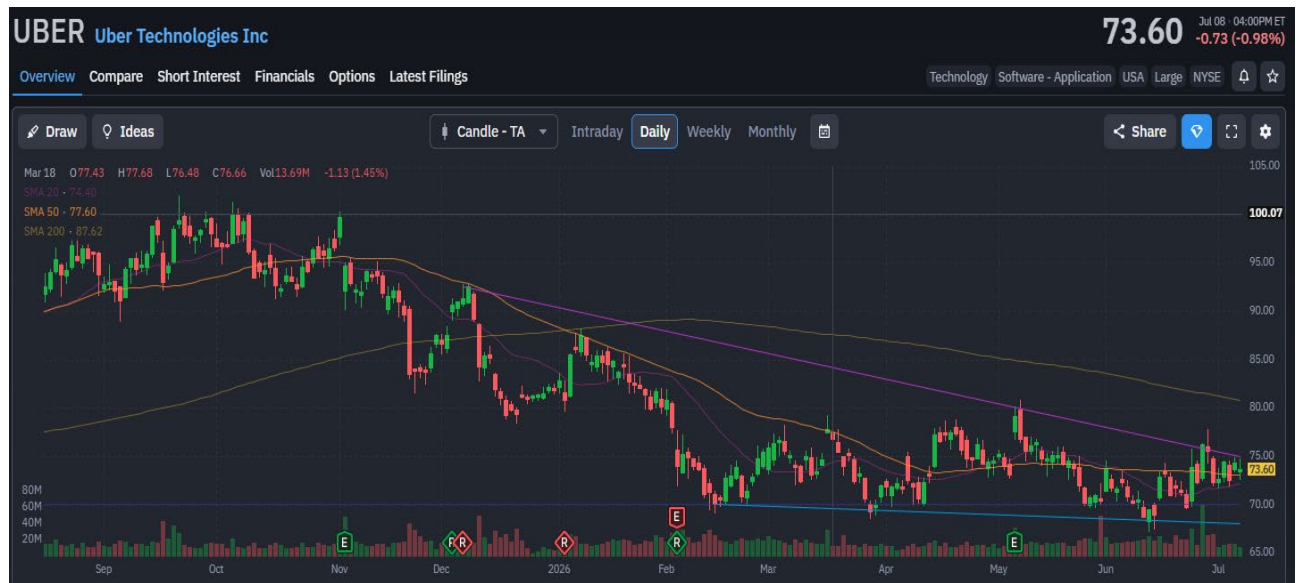 UBER Uber Technologies Inc
73.60 Jul 08 · 04:00PM ET
-0.73 (-0.98%)
Overview Compare Short Interest Financials Options Latest Filings
Technology Software - Application USA Large NYSE
Draw Ideas Candle - TA Intraday Daily Weekly Monthly Share
Mar 18 O77.43 H77.68 L76.48 C76.66 Vol13.69M -1.13 (1.45%)
SMA 20 · 74.40
SMA 50 · 77.60
SMA 200 · 87.62
105.00
100.07
95.00
90.00
85.00
80.00
75.00
73.60
70.00
65.00
80M
60M
40M
20M
E R R R E R E
Sep Oct Nov Dec 2026 Feb Mar Apr May Jun Jul